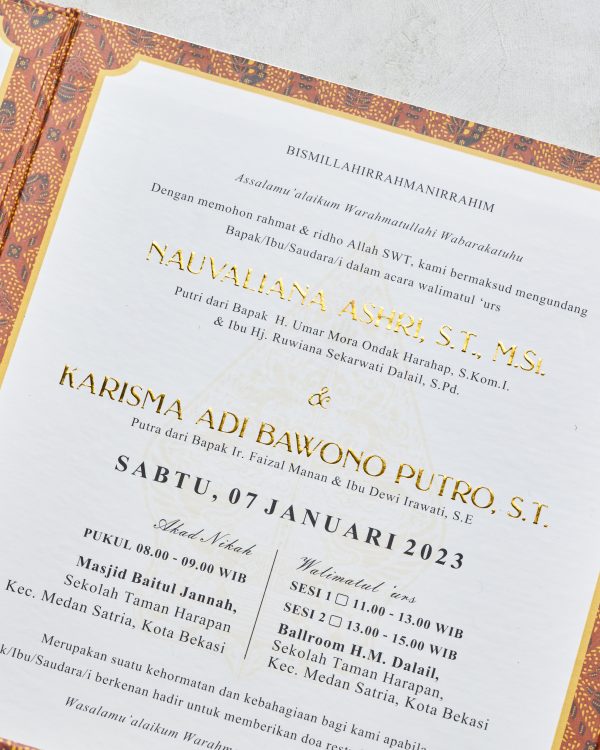 BISMILLAHIRRAHMANIRRAHIM
Assalamu'alaikum Warahmatullahi Wabarakatuhu
Dengan memohon rahmat & ridho Allah SWT, kami bermaksud mengundang
Bapak/Ibu/Saudara/i dalam acara walimatul 'urs
NAUVALIANA ASHRI, S.T., M.Si.
Putri dari Bapak H. Umar Mora Ondak Harahap, S.Kom.I.
& Ibu Hj. Ruwiana Sekarwati Dalail, S.Pd.
&
KARISMA ADI BAWONO PUTRO, S.T.
Putra dari Bapak Ir. Faizal Manan & Ibu Dewi Irawati, S.E
SABTU, 07 JANUARI 2023
Akad Nikah
PUKUL 08.00 - 09.00 WIB
Masjid Baitul Jannah,
Sekolah Taman Harapan
Kec. Medan Satria, Kota Bekasi
Walimatul 'urs
SESI 1 □ 11.00 - 13.00 WIB
SESI 2 □ 13.00 - 15.00 WIB
Ballroom H.M. Dalail,
Sekolah Taman Harapan,
Kec. Medan Satria, Kota Bekasi
Merupakan suatu kehormatan dan kebahagiaan bagi kami apabila
/Ibu/Saudara/i berkenan hadir untuk memberikan doa
Wasalamu'alaikum